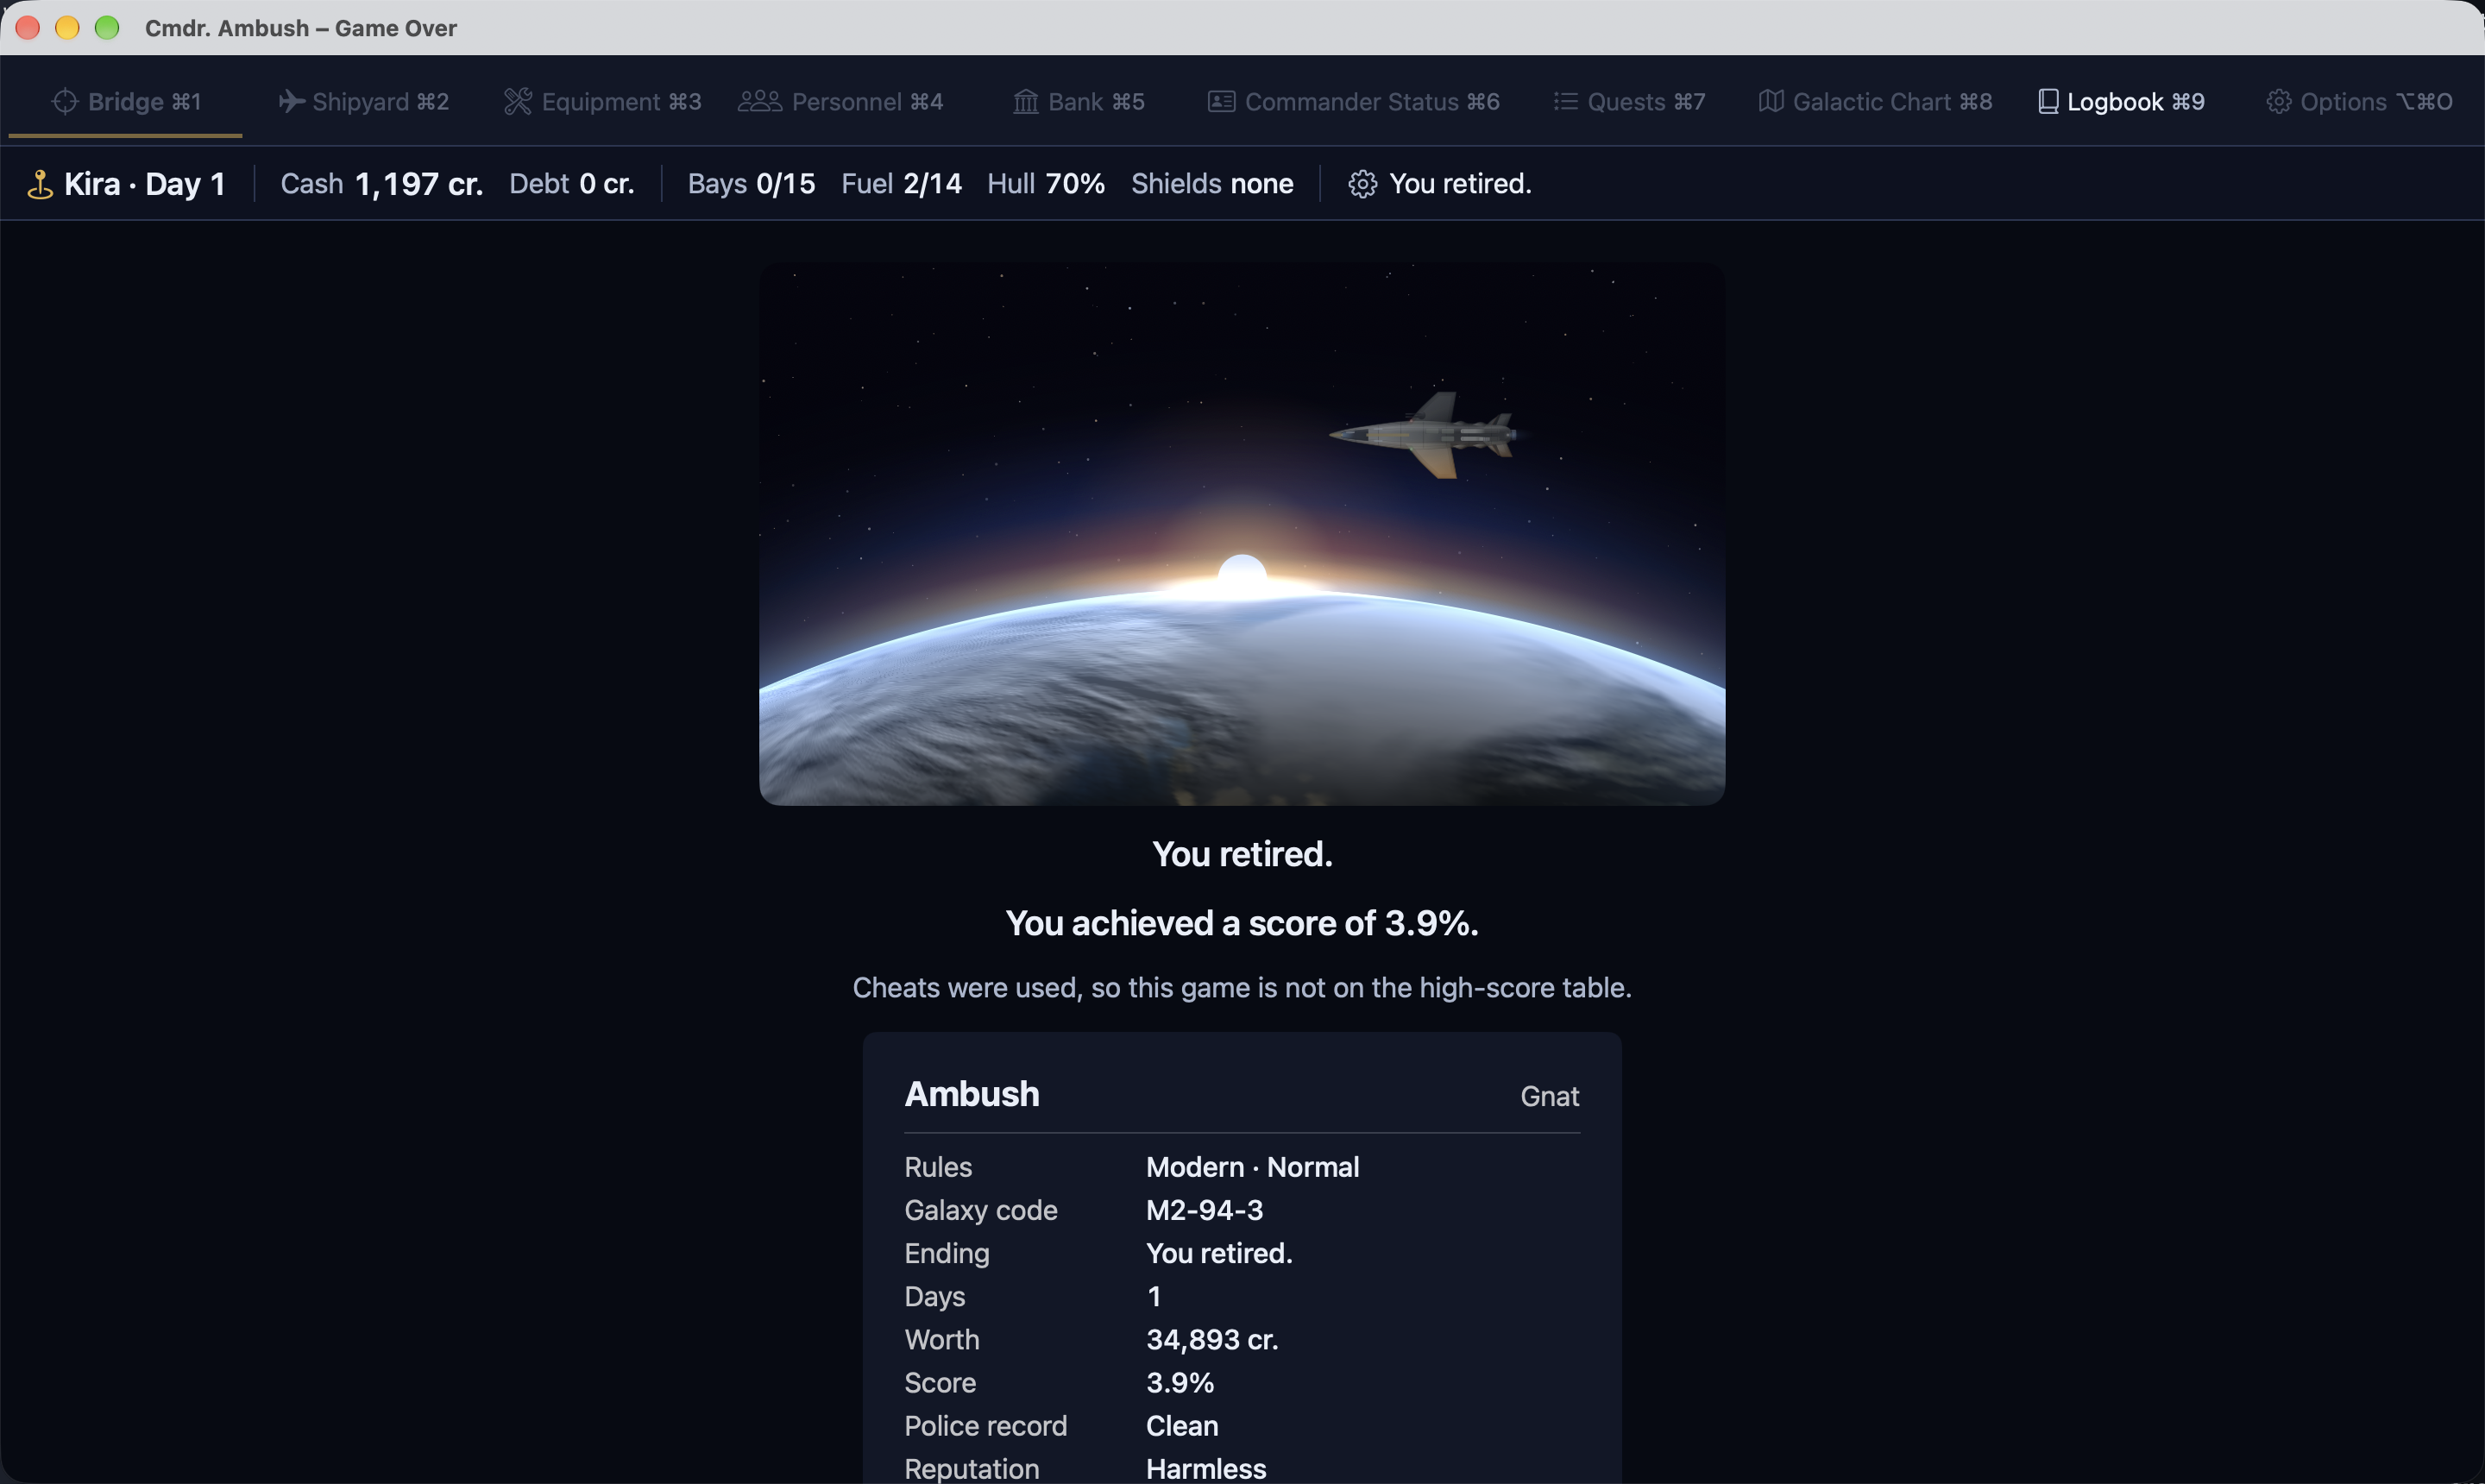 Cmdr. Ambush – Game Over
Bridge ⌘1 Shipyard ⌘2 Equipment ⌘3 Personnel ⌘4 Bank ⌘5 Commander Status ⌘6 Quests ⌘7 Galactic Chart ⌘8 Logbook ⌘9 Options ⌥⌘O
Kira · Day 1 Cash 1,197 cr. Debt 0 cr. Bays 0/15 Fuel 2/14 Hull 70% Shields none You retired.
You retired.
You achieved a score of 3.9%.
Cheats were used, so this game is not on the high-score table.
Ambush Gnat
Rules Modern · Normal
Galaxy code M2-94-3
Ending You retired.
Days 1
Worth 34,893 cr.
Score 3.9%
Police record Clean
Reputation Harmless